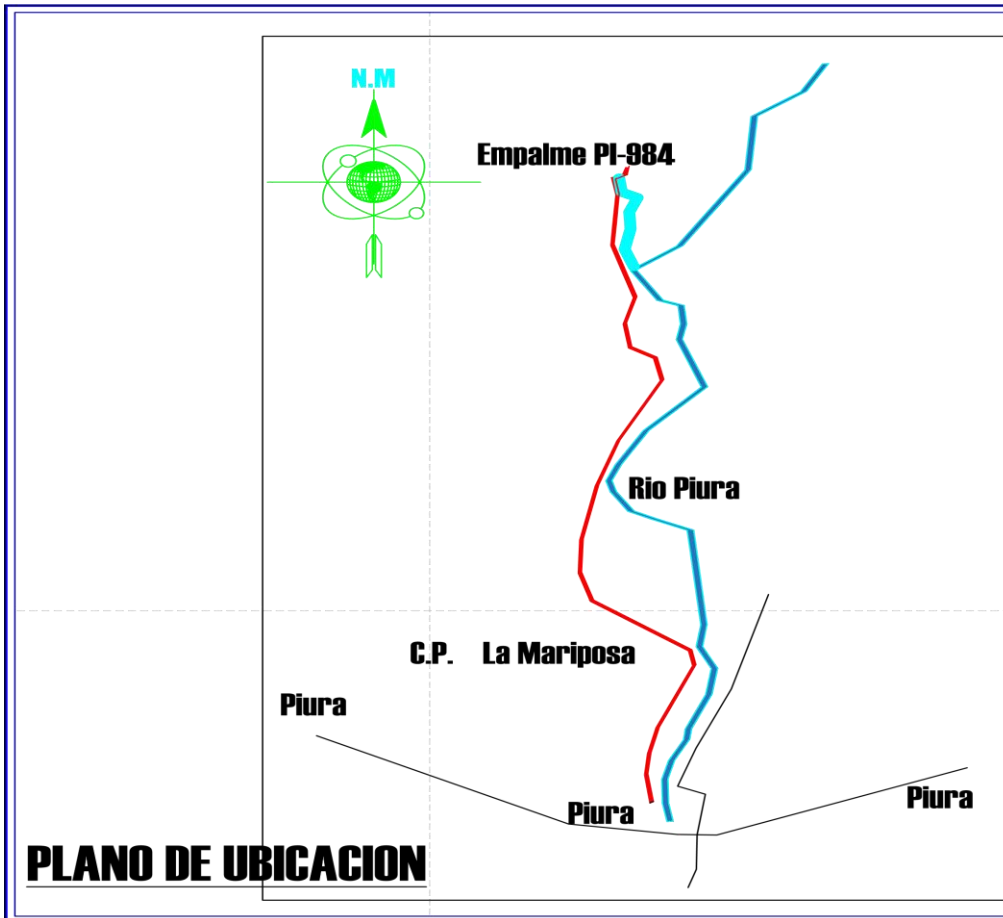 N.M
Empalme PI-984
Rio Piura
C.P. La Mariposa
Piura
Piura
Piura
PLANO DE UBICACION